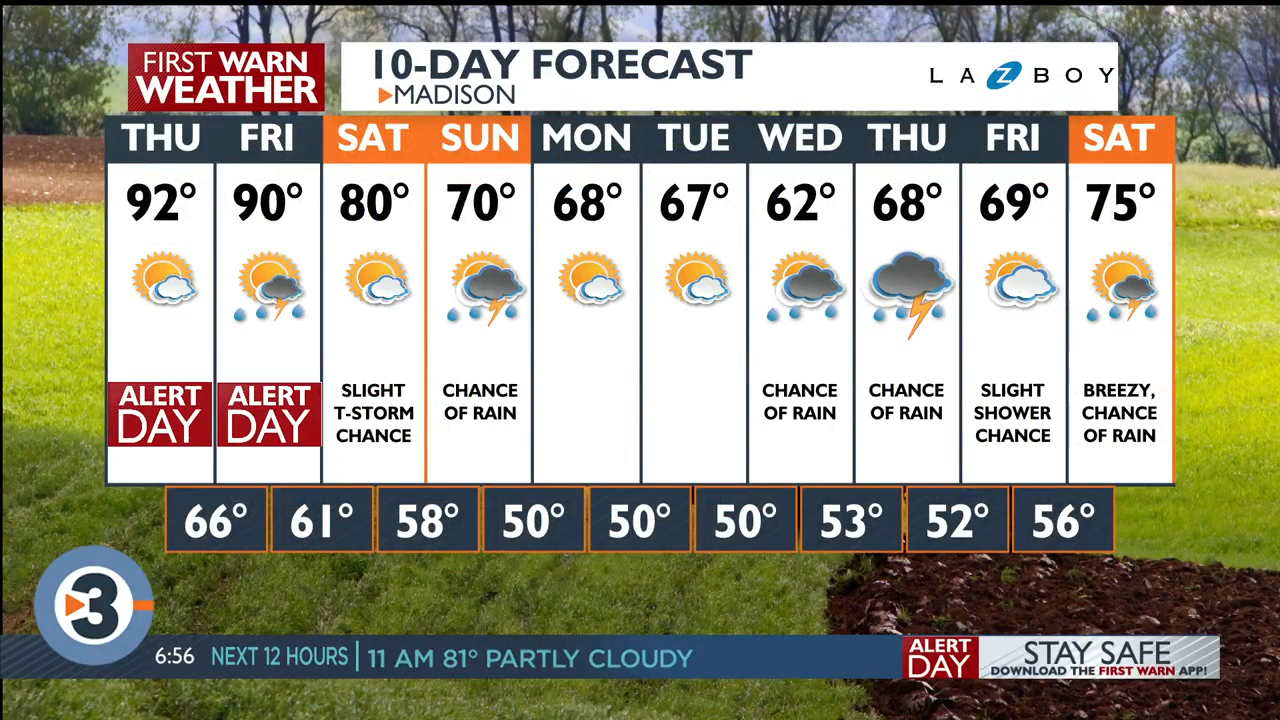 FIRST WARN
WEATHER
10-DAY FORECAST
MADISON
LA Z BOY
THU FRI SAT SUN MON TUE WED THU FRI SAT
92° 90° 80° 70° 68° 67° 62° 68° 69° 75°
ALERT
DAY
ALERT
DAY
SLIGHT
T-STORM
CHANCE
CHANCE
OF RAIN
CHANCE
OF RAIN
CHANCE
OF RAIN
SLIGHT
SHOWER
CHANCE
BREEZY,
CHANCE
OF RAIN
66° 61° 58° 50° 50° 50° 53° 52° 56°
3
6:56 NEXT 12 HOURS | 11 AM 81° PARTLY CLOUDY
ALERT
DAY
STAY SAFE
DOWNLOAD THE FIRST WARN APP!